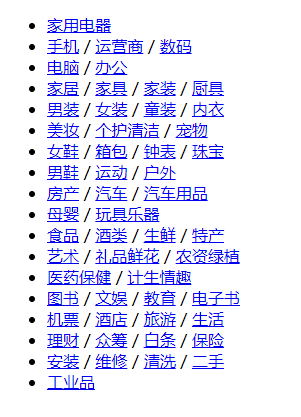 家用电器
手机 / 运营商 / 数码
电脑 / 办公
家居 / 家具 / 家装 / 厨具
男装 / 女装 / 童装 / 内衣
美妆 / 个护清洁 / 宠物
女鞋 / 箱包 / 钟表 / 珠宝
男鞋 / 运动 / 户外
房产 / 汽车 / 汽车用品
母婴 / 玩具乐器
食品 / 酒类 / 生鲜 / 特产
艺术 / 礼品鲜花 / 农资绿植
医药保健 / 计生情趣
图书 / 文娱 / 教育 / 电子书
机票 / 酒店 / 旅游 / 生活
理财 / 众筹 / 白条 / 保险
安装 / 维修 / 清洗 / 二手
工业品